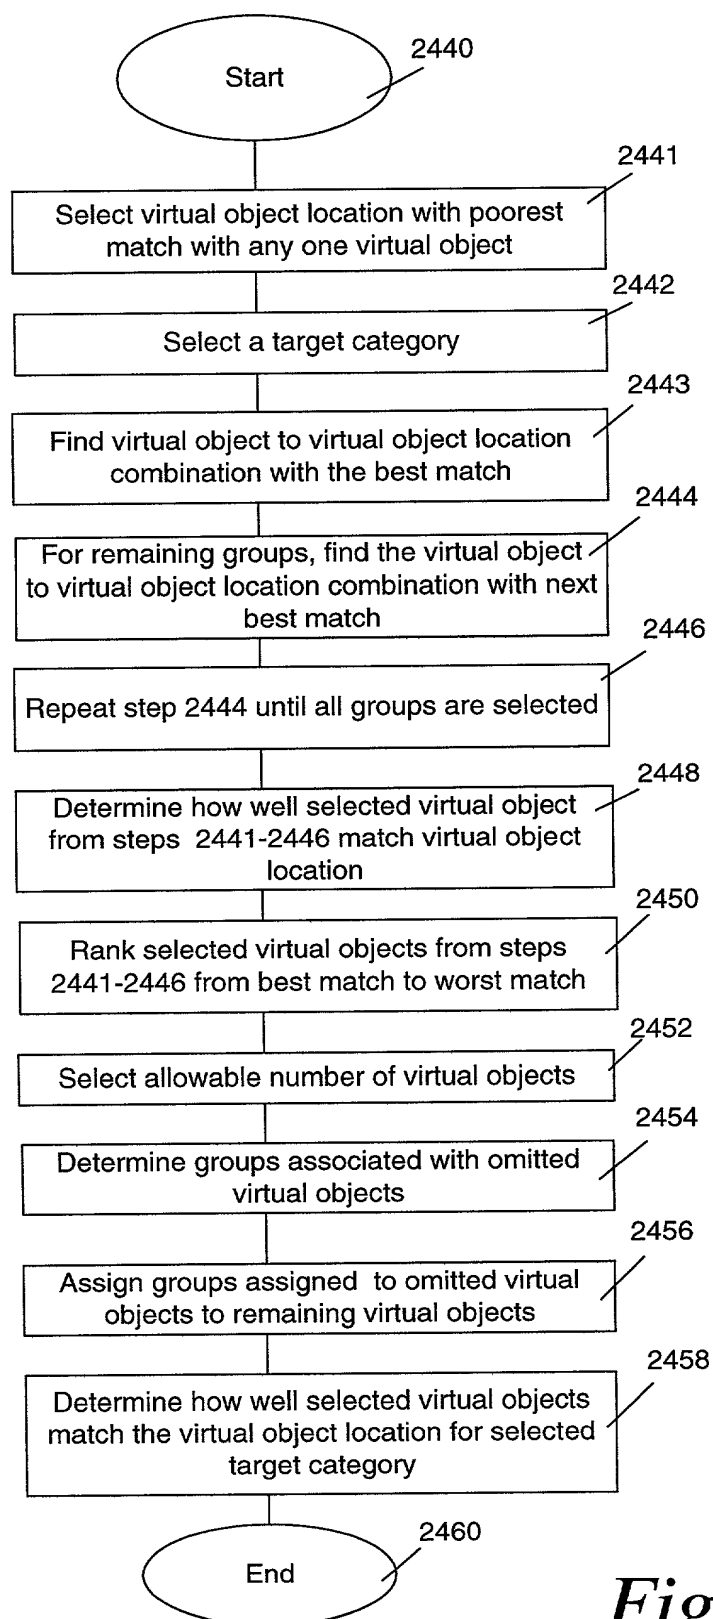 2440
Start
2441
Select virtual object location with poorest
match with any one virtual object
2442
Select a target category
2443
Find virtual object to virtual object location
combination with the best match
2444
For remaining groups, find the virtual object
to virtual object location combination with next
best match
2446
Repeat step 2444 until all groups are selected
2448
Determine how well selected virtual object
from steps 2441-2446 match virtual object
location
2450
Rank selected virtual objects from steps
2441-2446 from best match to worst match
2452
Select allowable number of virtual objects
2454
Determine groups associated with omitted
virtual objects
2456
Assign groups assigned to omitted virtual
objects to remaining virtual objects
2458
Determine how well selected virtual objects
match the virtual object location for selected
target category
2460
End
Fig